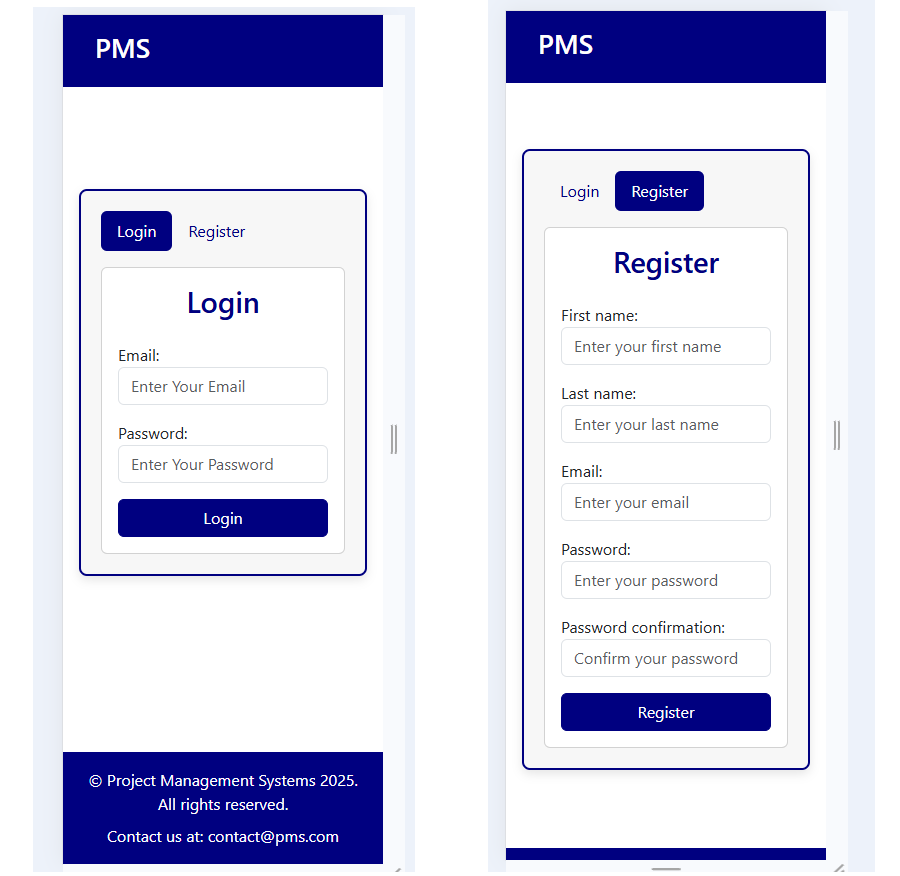 PMS
Login Register
Login
Email:
Enter Your Email
Password:
Enter Your Password
Login
© Project Management Systems 2025.
All rights reserved.
Contact us at: contact@pms.com
PMS
Login Register
Register
First name:
Enter your first name
Last name:
Enter your last name
Email:
Enter your email
Password:
Enter your password
Password confirmation:
Confirm your password
Register